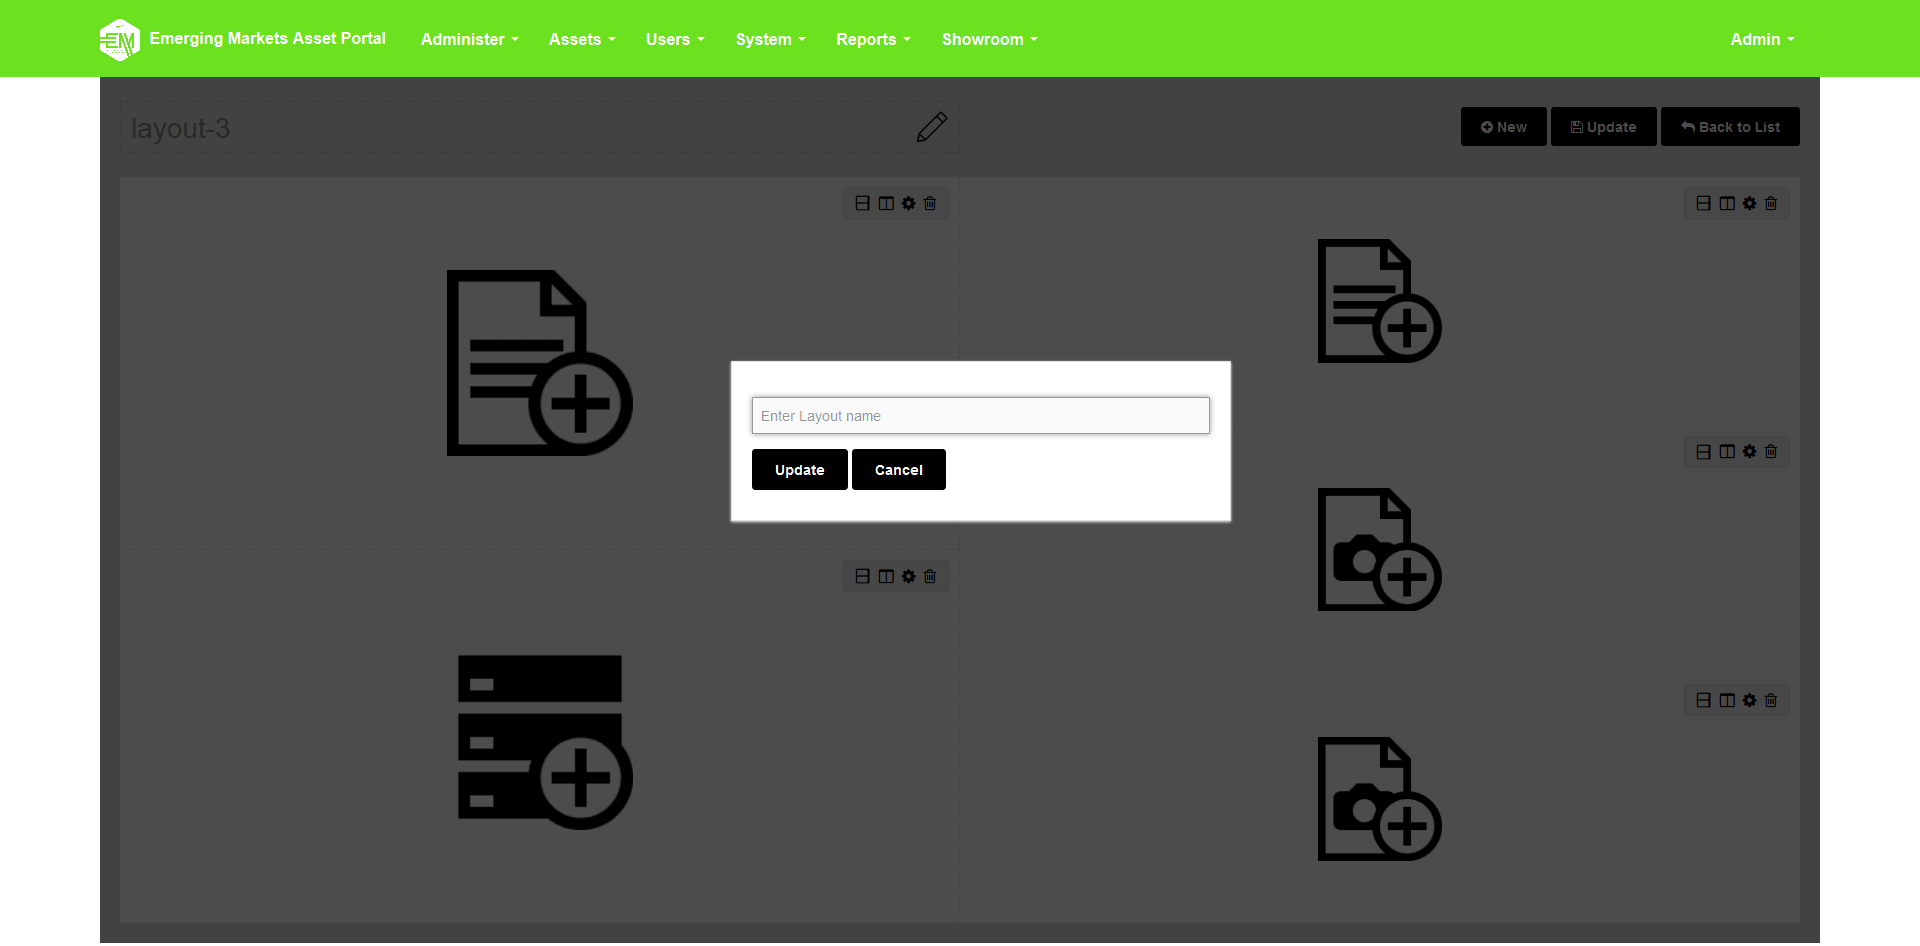 EM Emerging Markets Asset Portal Administer Assets Users System Reports Showroom Admin
layout-3 New Update Back to List
Enter Layout name
Update Cancel